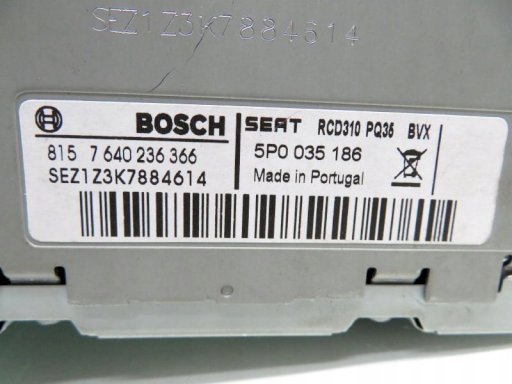 SEZ1Z3K7884614
BOSCH
SEAT RCD310 PQ35 BVX
815 7 640 236 366
5P0 035 186
SEZ1Z3K7884614
Made in Portugal